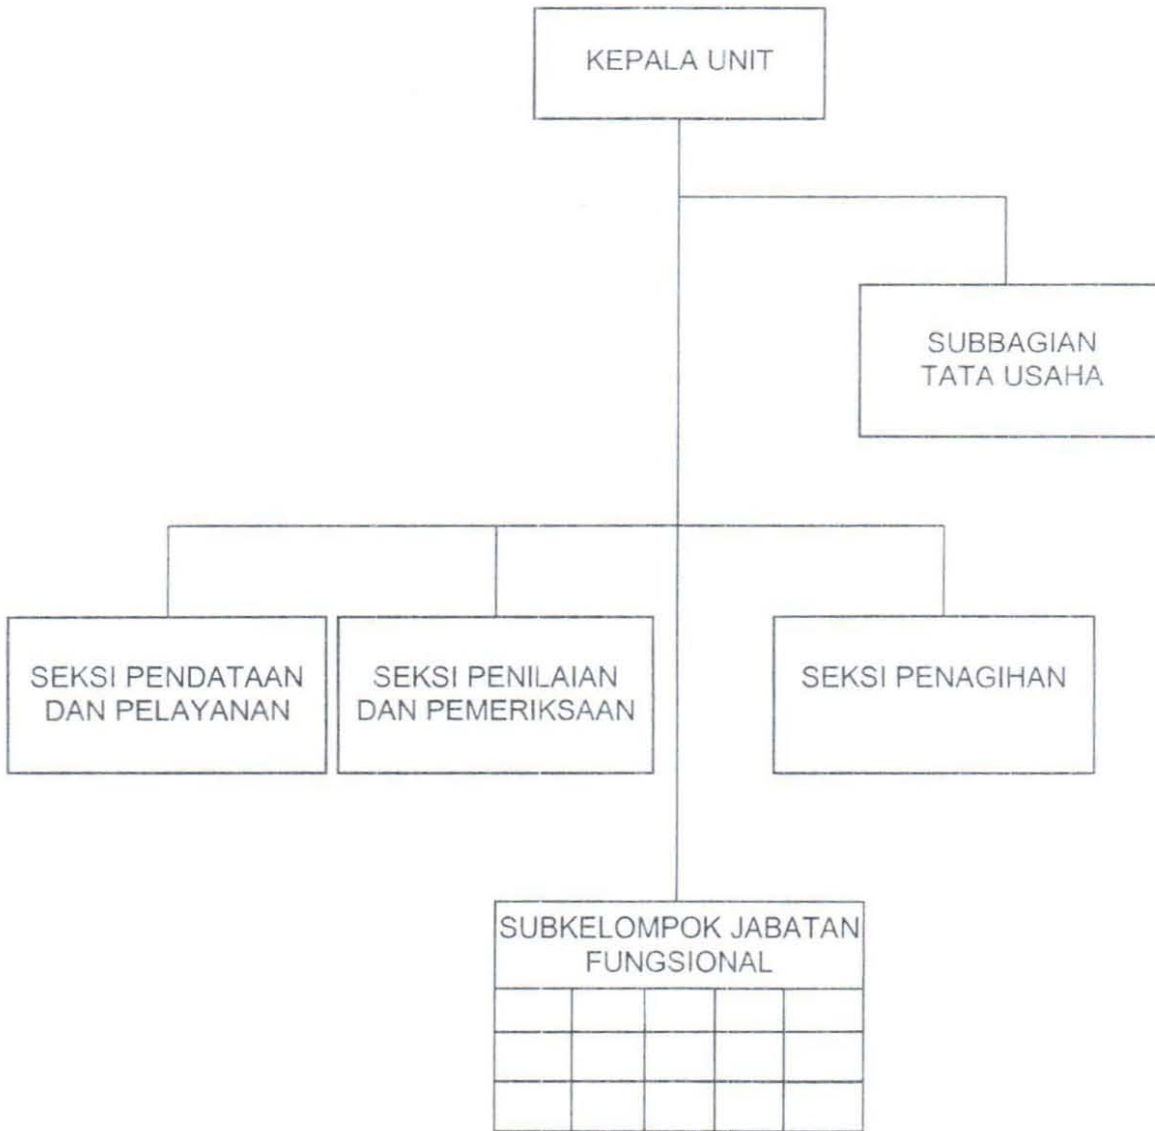 KEPALA UNIT
SUBBAGIAN
TATA USAHA
SEKSI PENDATAAN
DAN PELAYANAN
SEKSI PENILAIAN
DAN PEMERIKSAAN
SEKSI PENAGIHAN
SUBKELOMPOK JABATAN
FUNGSIONAL